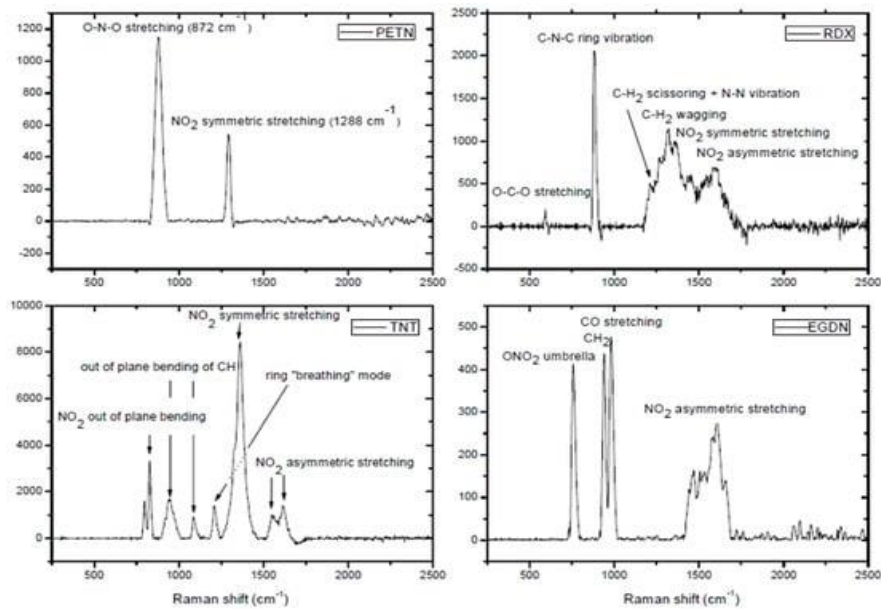 O-N-O stretching (872 cm-1)
PETN
NO2 symmetric stretching (1288 cm-1)
1200
1000
800
600
400
200
0
-200
500 1000 1500 2000 2500
RDX
C-N-C ring vibration
C-H2 scissoring + N-N vibration
C-H2 wagging
NO2 symmetric stretching
NO2 asymmetric stretching
O-C-O stretching
2500
2000
1500
1000
500
0
-500
500 1000 1500 2000 2500
TNT
NO2 symmetric stretching
out of plane bending of CH
ring "breathing" mode
NO2 out of plane bending
NO2 asymmetric stretching
10000
8000
6000
4000
2000
0
500 1000 1500 2000 2500
Raman shift (cm-1)
EGDN
CO stretching
CH2
ONO2 umbrella
NO2 asymmetric stretching
500
400
300
200
100
0
500 1000 1500 2000 2500
Raman shift (cm-1)